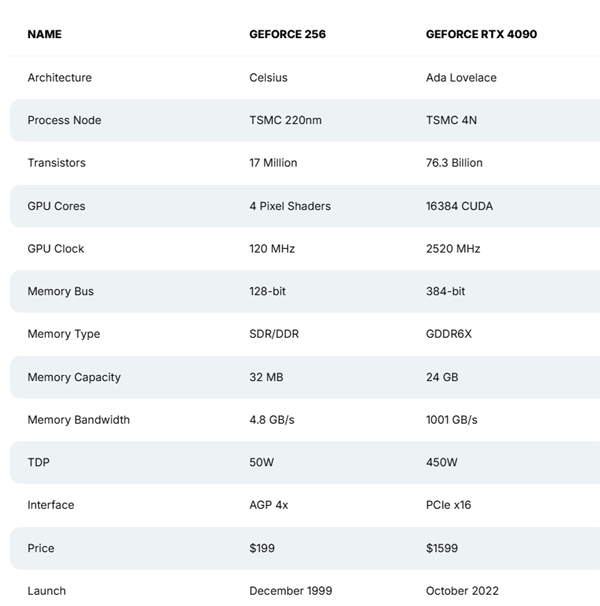 NAME GEFORCE 256 GEFORCE RTX 4090
Architecture Celsius Ada Lovelace
Process Node TSMC 220nm TSMC 4N
Transistors 17 Million 76.3 Billion
GPU Cores 4 Pixel Shaders 16384 CUDA
GPU Clock 120 MHz 2520 MHz
Memory Bus 128-bit 384-bit
Memory Type SDR/DDR GDDR6X
Memory Capacity 32 MB 24 GB
Memory Bandwidth 4.8 GB/s 1001 GB/s
TDP 50W 450W
Interface AGP 4x PCIe x16
Price $199 $1599
Launch December 1999 October 2022